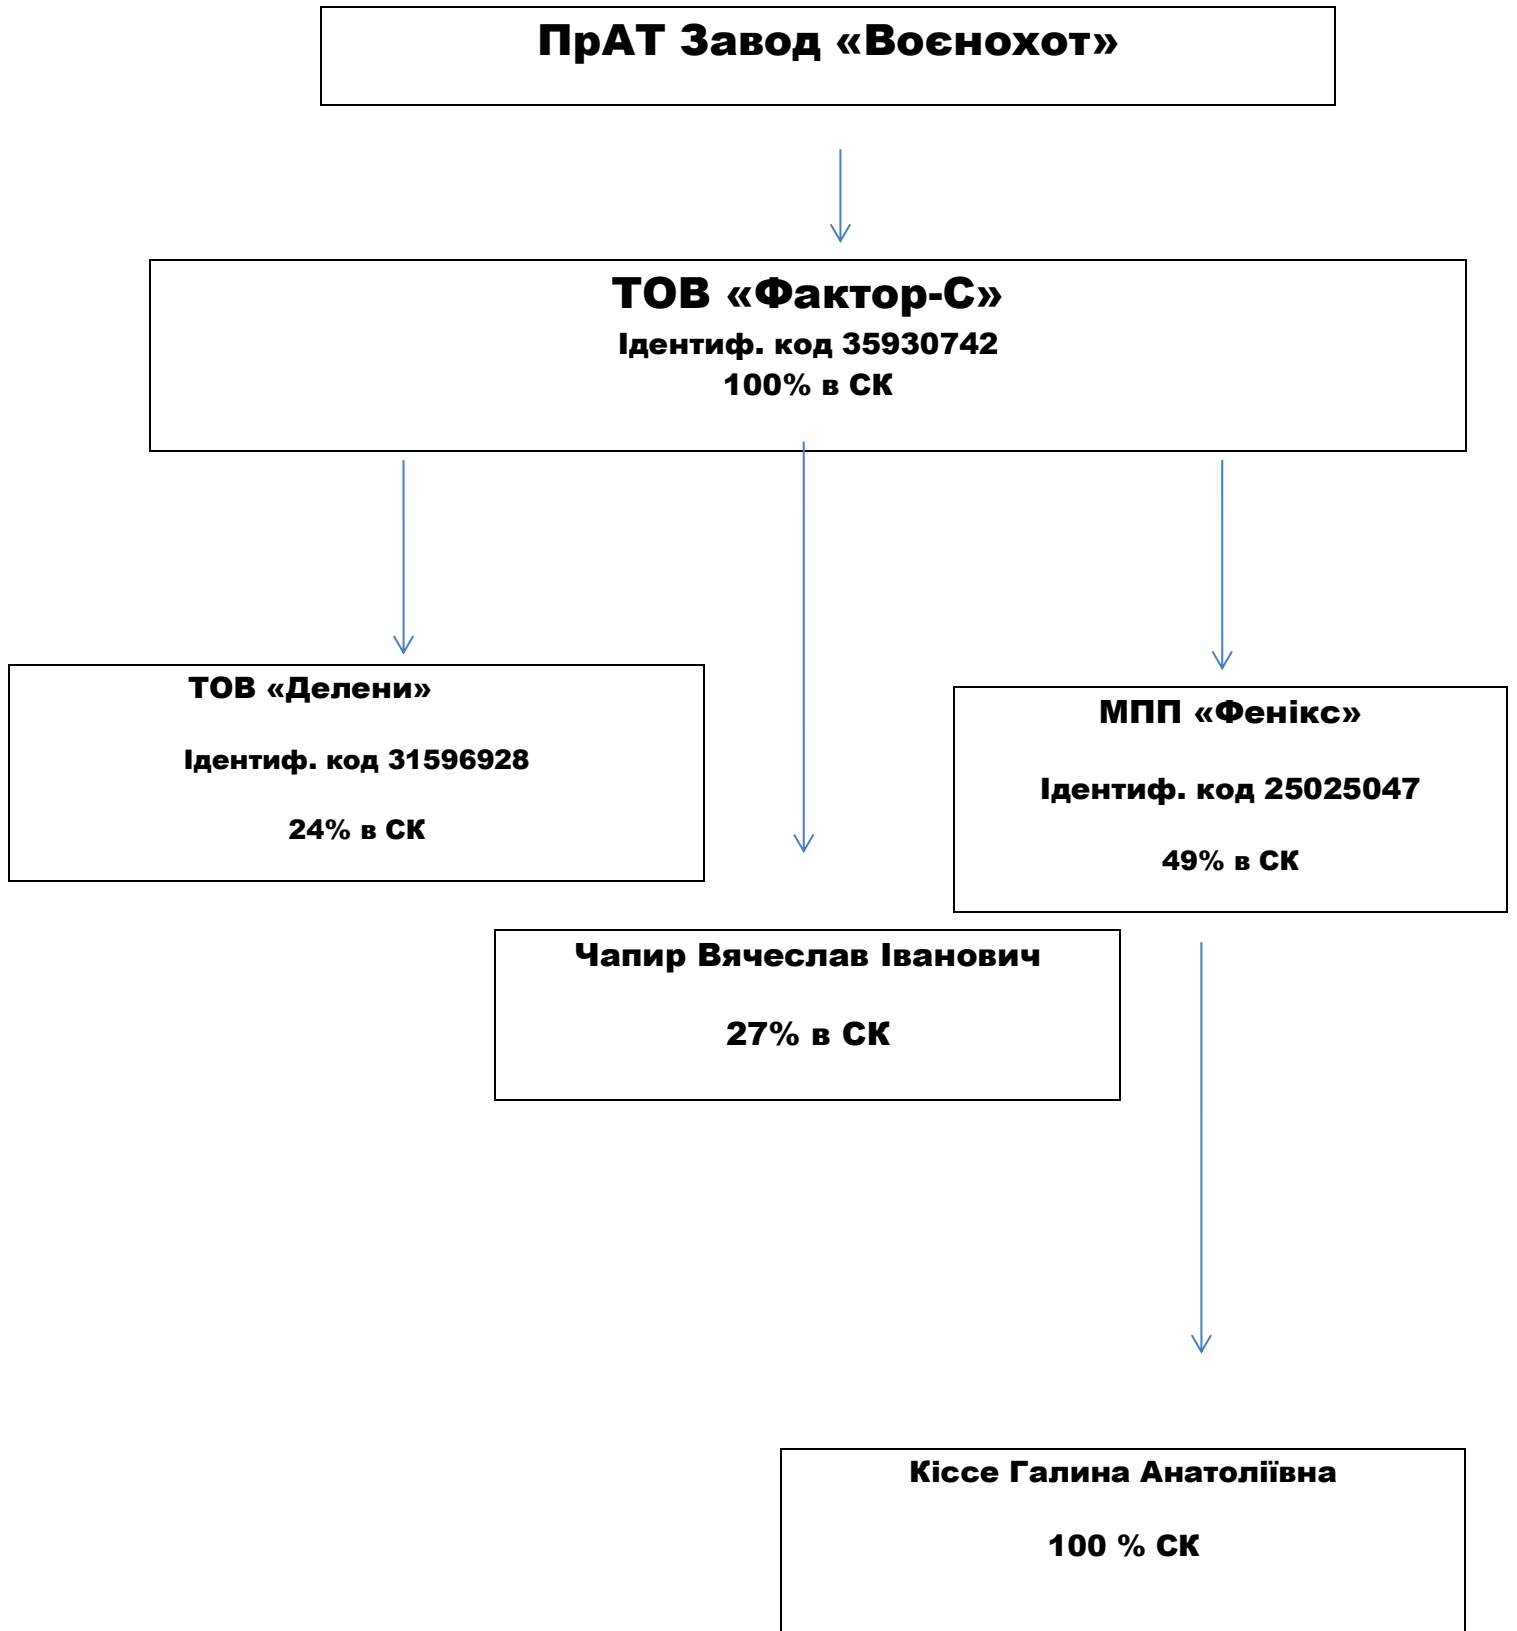 ПрАТ Завод «Воєнохот»
ТОВ «Фактор-С»
Ідентиф. код 35930742
100% в СК
ТОВ «Делени»
Ідентиф. код 31596928
24% в СК
МПП «Фенікс»
Ідентиф. код 25025047
49% в СК
Чапир Вячеслав Іванович
27% в СК
Кіссе Галина Анатоліївна
100 % СК